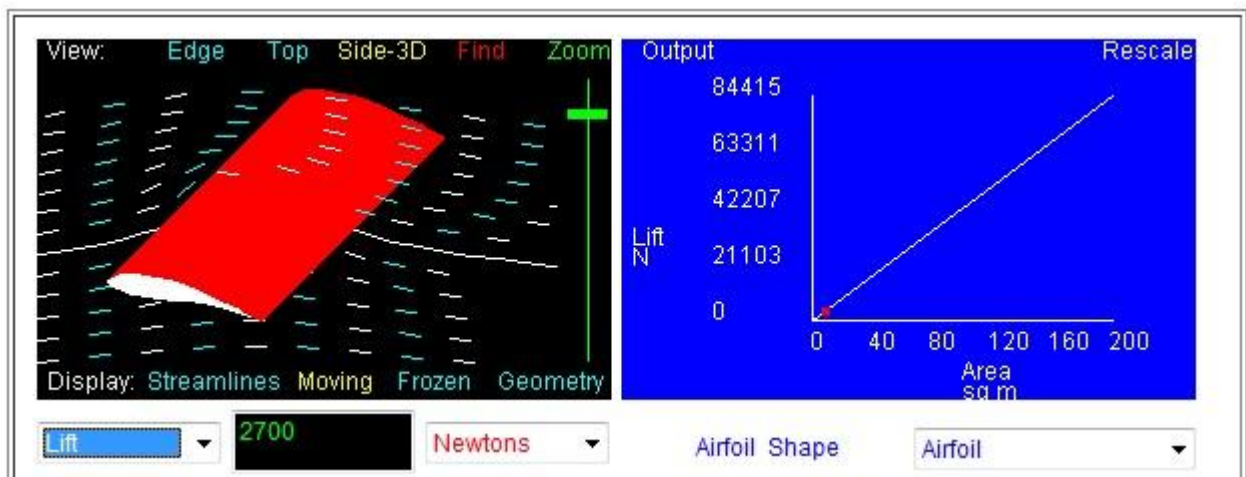 View: Edge Top Side-3D Find Zoom
Display: Streamlines Moving Frozen Geometry
Output Rescale
84415
63311
42207
Lift
N
21103
0
0 40 80 120 160 200
Area
sq m
Lift 2700 Newtons Airfoil Shape Airfoil